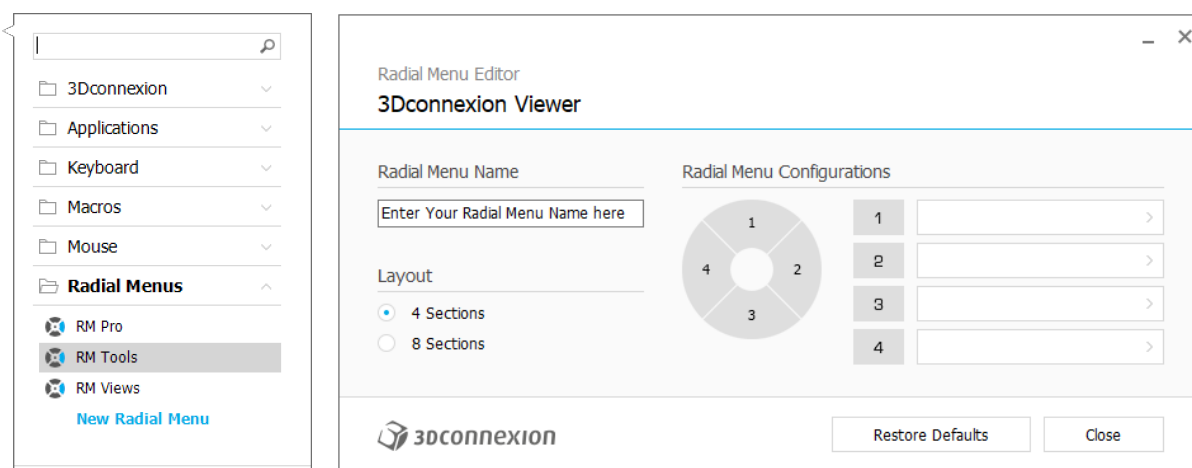 3Dconnexion
Applications
Keyboard
Macros
Mouse
Radial Menus
RM Pro
RM Tools
RM Views
New Radial Menu
Radial Menu Editor
3Dconnexion Viewer
Radial Menu Name
Enter Your Radial Menu Name here
Layout
4 Sections
8 Sections
Radial Menu Configurations
1
4 2
3
1
2
3
4
3Dconnexion
Restore Defaults
Close